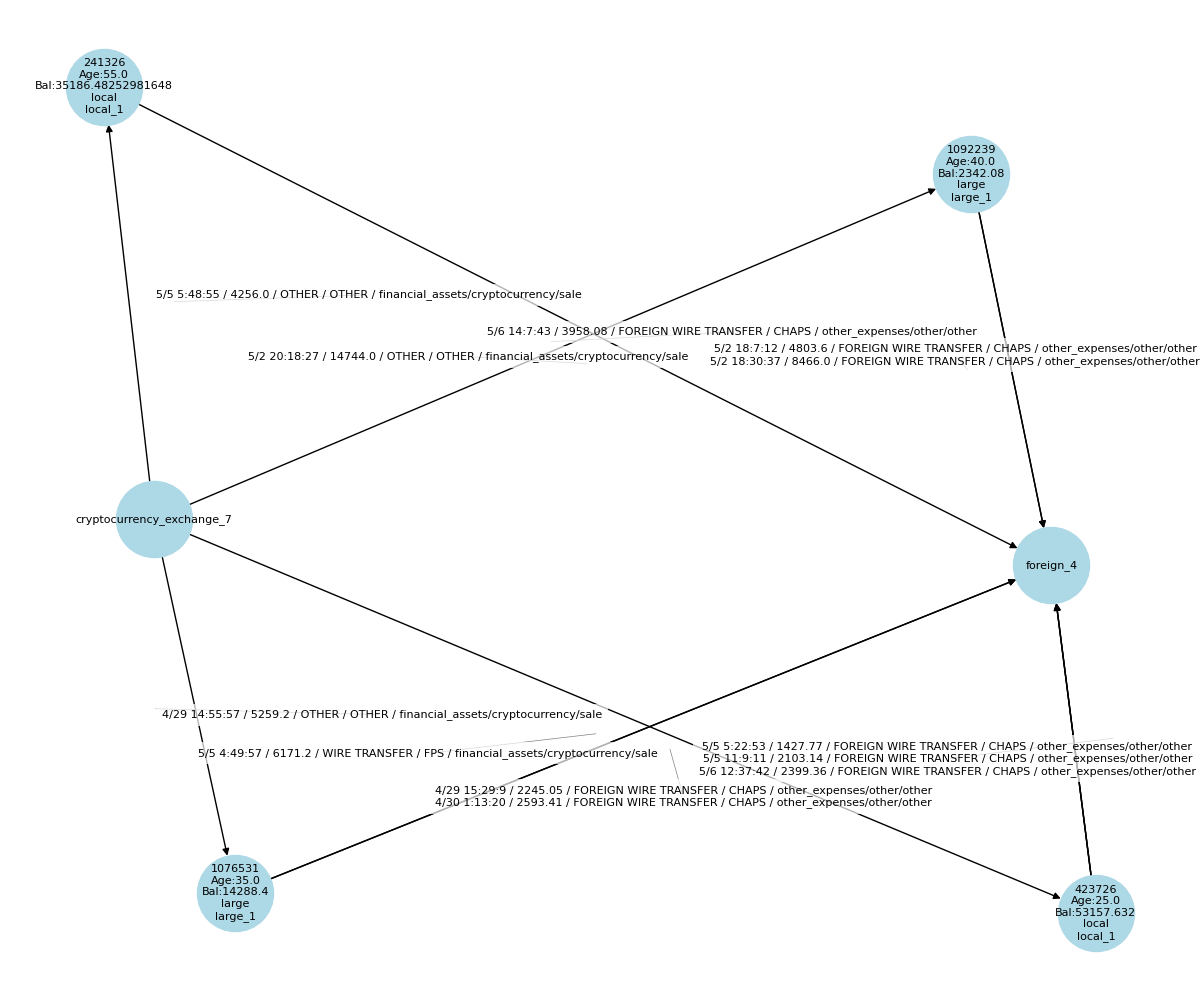 241326
Age:55.0
Bal:35186.48252981648
local
local_1
1092239
Age:40.0
Bal:2342.08
large
large_1
5/5 5:48:55 / 4256.0 / OTHER / OTHER / financial_assets/cryptocurrency/sale
5/6 14:7:43 / 3958.08 / FOREIGN WIRE TRANSFER / CHAPS / other_expenses/other/other
5/2 18:7:12 / 4803.6 / FOREIGN WIRE TRANSFER / CHAPS / other_expenses/other/other
5/2 18:30:37 / 8466.0 / FOREIGN WIRE TRANSFER / CHAPS / other_expenses/other/other
5/2 20:18:27 / 14744.0 / OTHER / OTHER / financial_assets/cryptocurrency/sale
cryptocurrency_exchange_7
foreign_4
4/29 14:55:57 / 5259.2 / OTHER / OTHER / financial_assets/cryptocurrency/sale
5/5 4:49:57 / 6171.2 / WIRE TRANSFER / FPS / financial_assets/cryptocurrency/sale
5/5 5:22:53 / 1427.77 / FOREIGN WIRE TRANSFER / CHAPS / other_expenses/other/other
5/5 11:9:11 / 2103.14 / FOREIGN WIRE TRANSFER / CHAPS / other_expenses/other/other
5/6 12:37:42 / 2399.36 / FOREIGN WIRE TRANSFER / CHAPS / other_expenses/other/other
4/29 15:29:9 / 2245.05 / FOREIGN WIRE TRANSFER / CHAPS / other_expenses/other/other
4/30 1:13:20 / 2593.41 / FOREIGN WIRE TRANSFER / CHAPS / other_expenses/other/other
1076531
Age:35.0
Bal:14288.4
large
large_1
423726
Age:25.0
Bal:53157.632
local
local_1